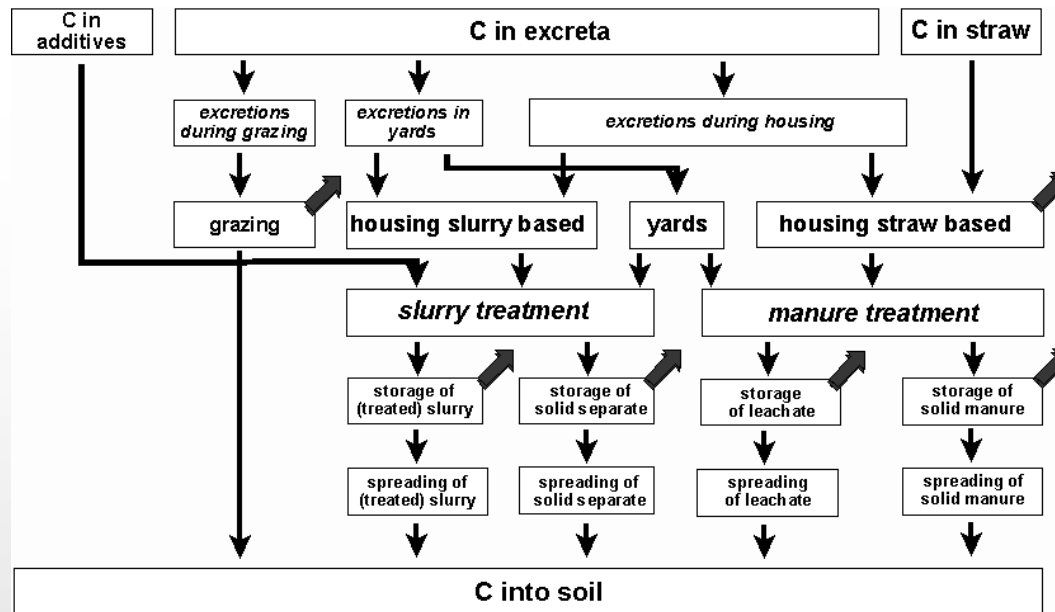 C in
additives
C in excreta
C in straw
excretions
during grazing
excretions in
yards
excretions during housing
grazing
housing slurry based
yards
housing straw based
slurry treatment
manure treatment
storage of
(treated) slurry
storage of
solid separate
storage
of leachate
storage of
solid manure
spreading of
(treated) slurry
spreading of
solid separate
spreading
of leachate
spreading of
solid manure
C into soil